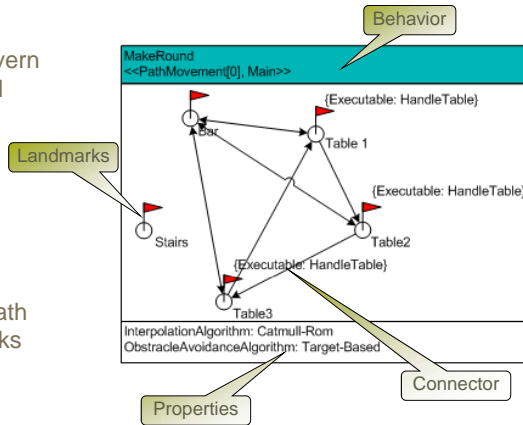 Behavior
vern
MakeRound
<<PathMovement[0], Main>>
{Executable: HandleTable}
Bar
Table 1
Landmarks
{Executable: HandleTable}
Stairs
Table2
{Executable: HandleTable}
Table3
ath
ks
InterpolationAlgorithm: Catmull-Rom
ObstracleAvoidanceAlgorithm: Target-Based
Connector
Properties